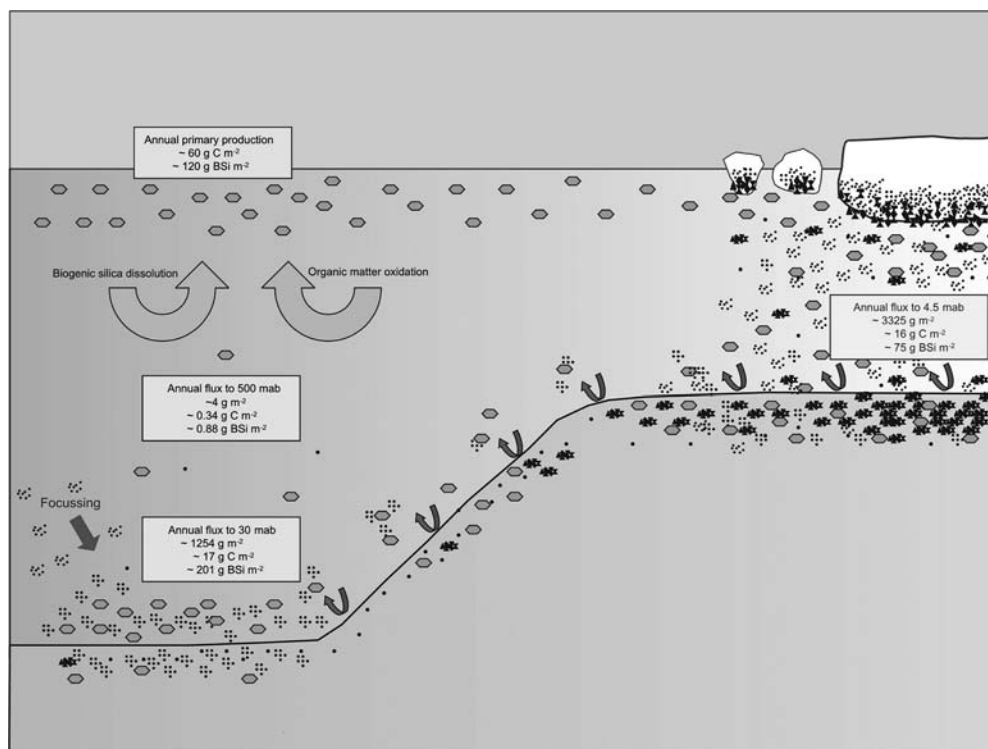 Annual primary production
~ 60 g C m⁻²
~ 120 g BSi m⁻²
Biogenic silica dissolution
Organic matter oxidation
Annual flux to 4.5 mab
~ 3325 g m⁻²
~ 16 g C m⁻²
~ 75 g BSi m⁻²
Annual flux to 500 mab
~4 g m⁻²
~ 0.34 g C m⁻²
~ 0.88 g BSi m⁻²
Focussing
Annual flux to 30 mab
~ 1254 g m⁻²
~ 17 g C m⁻²
~ 201 g BSi m⁻²